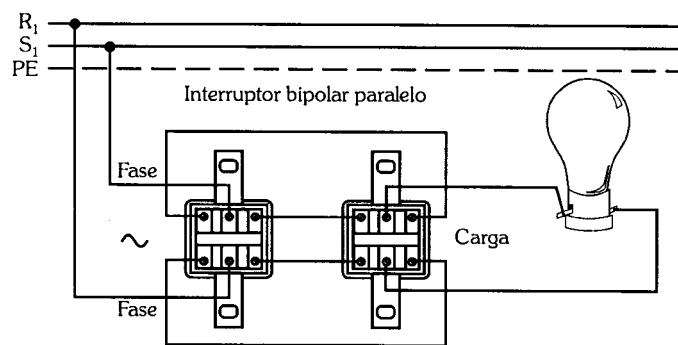 R₁
S₁
PE
Interruptor bipolar paralelo
Fase
Carga
Fase